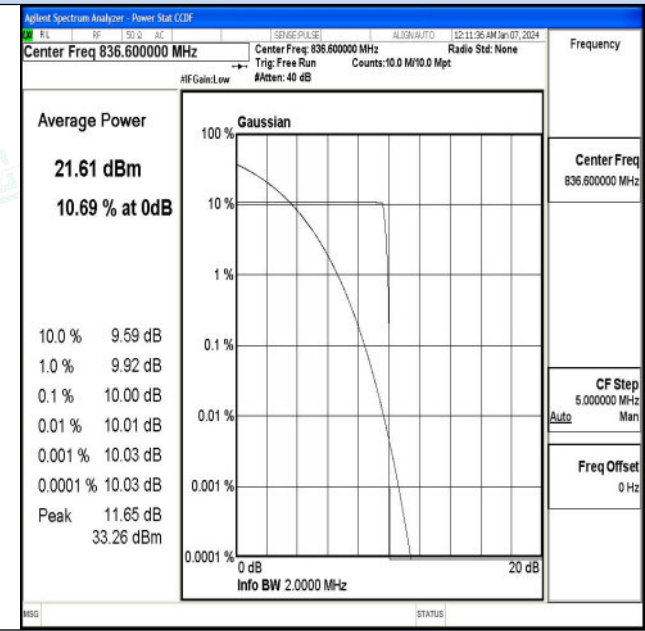 Agilent Spectrum Analyzer - Power Stat CCDF
RL RF 50 Ω AC SENSE:PULSE ALIGNAUTO 12:11:36 AM Jan 07, 2024
Center Freq 836.600000 MHz
Center Freq: 836.600000 MHz Radio Std: None
Trig: Free Run Counts:10.0 M/10.0 Mpt
#IFGain:Low #Atten: 40 dB
Frequency
Average Power
21.61 dBm
10.69 % at 0dB
10.0 % 9.59 dB
1.0 % 9.92 dB
0.1 % 10.00 dB
0.01 % 10.01 dB
0.001 % 10.03 dB
0.0001 % 10.03 dB
Peak 11.65 dB
33.26 dBm
Gaussian
100 %
10 %
1 %
0.1 %
0.01 %
0.001 %
0.0001 %
0 dB 20 dB
Info BW 2.0000 MHz
Center Freq
836.600000 MHz
CF Step
5.000000 MHz
Auto Man
Freq Offset
0 Hz
MSG STATUS